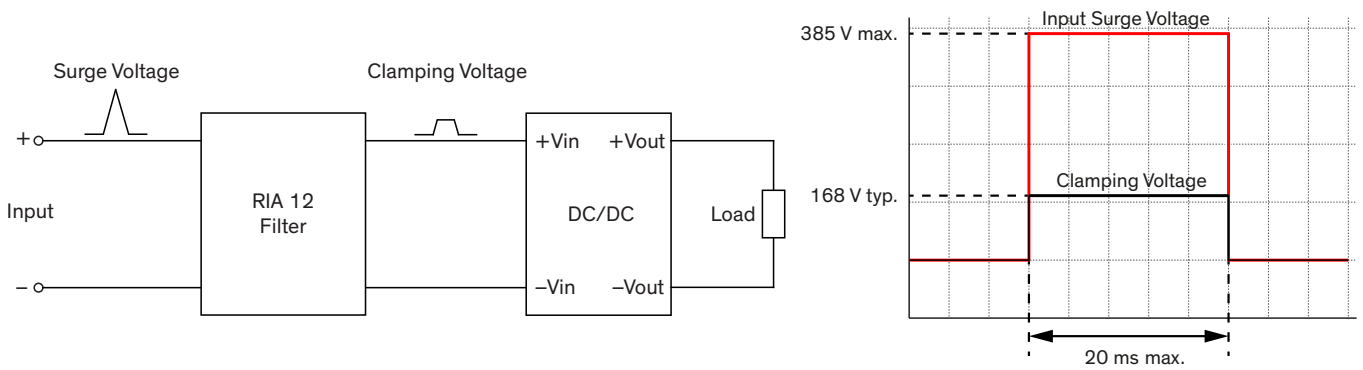 Surge Voltage
Clamping Voltage
+
Input
–
RIA 12
Filter
+Vin
+Vout
DC/DC
–Vin
–Vout
Load
Input Surge Voltage
385 V max.
Clamping Voltage
168 V typ.
20 ms max.